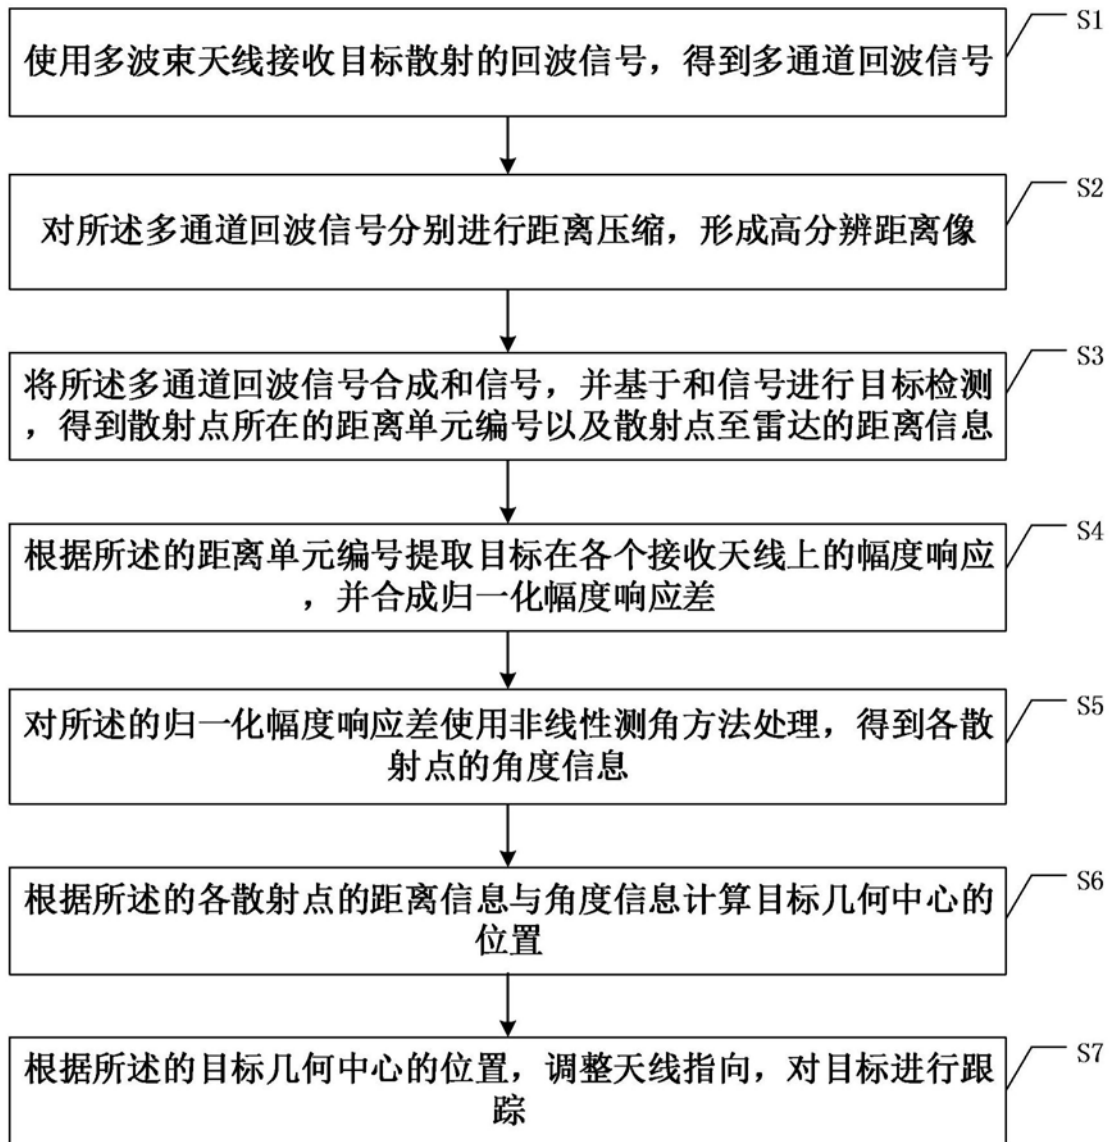 S1
使用多波束天线接收目标散射的回波信号，得到多通道回波信号
S2
对所述多通道回波信号分别进行距离压缩，形成高分辨距离像
S3
将所述多通道回波信号合成和信号，并基于和信号进行目标检测
，得到散射点所在的距离单元编号以及散射点至雷达的距离信息
S4
根据所述的距离单元编号提取目标在各个接收天线上的幅度响应
，并合成归一化幅度响应差
S5
对所述的归一化幅度响应差使用非线性测角方法处理，得到各散
射点的角度信息
S6
根据所述的各散射点的距离信息与角度信息计算目标几何中心的
位置
S7
根据所述的目标几何中心的位置，调整天线指向，对目标进行跟
踪